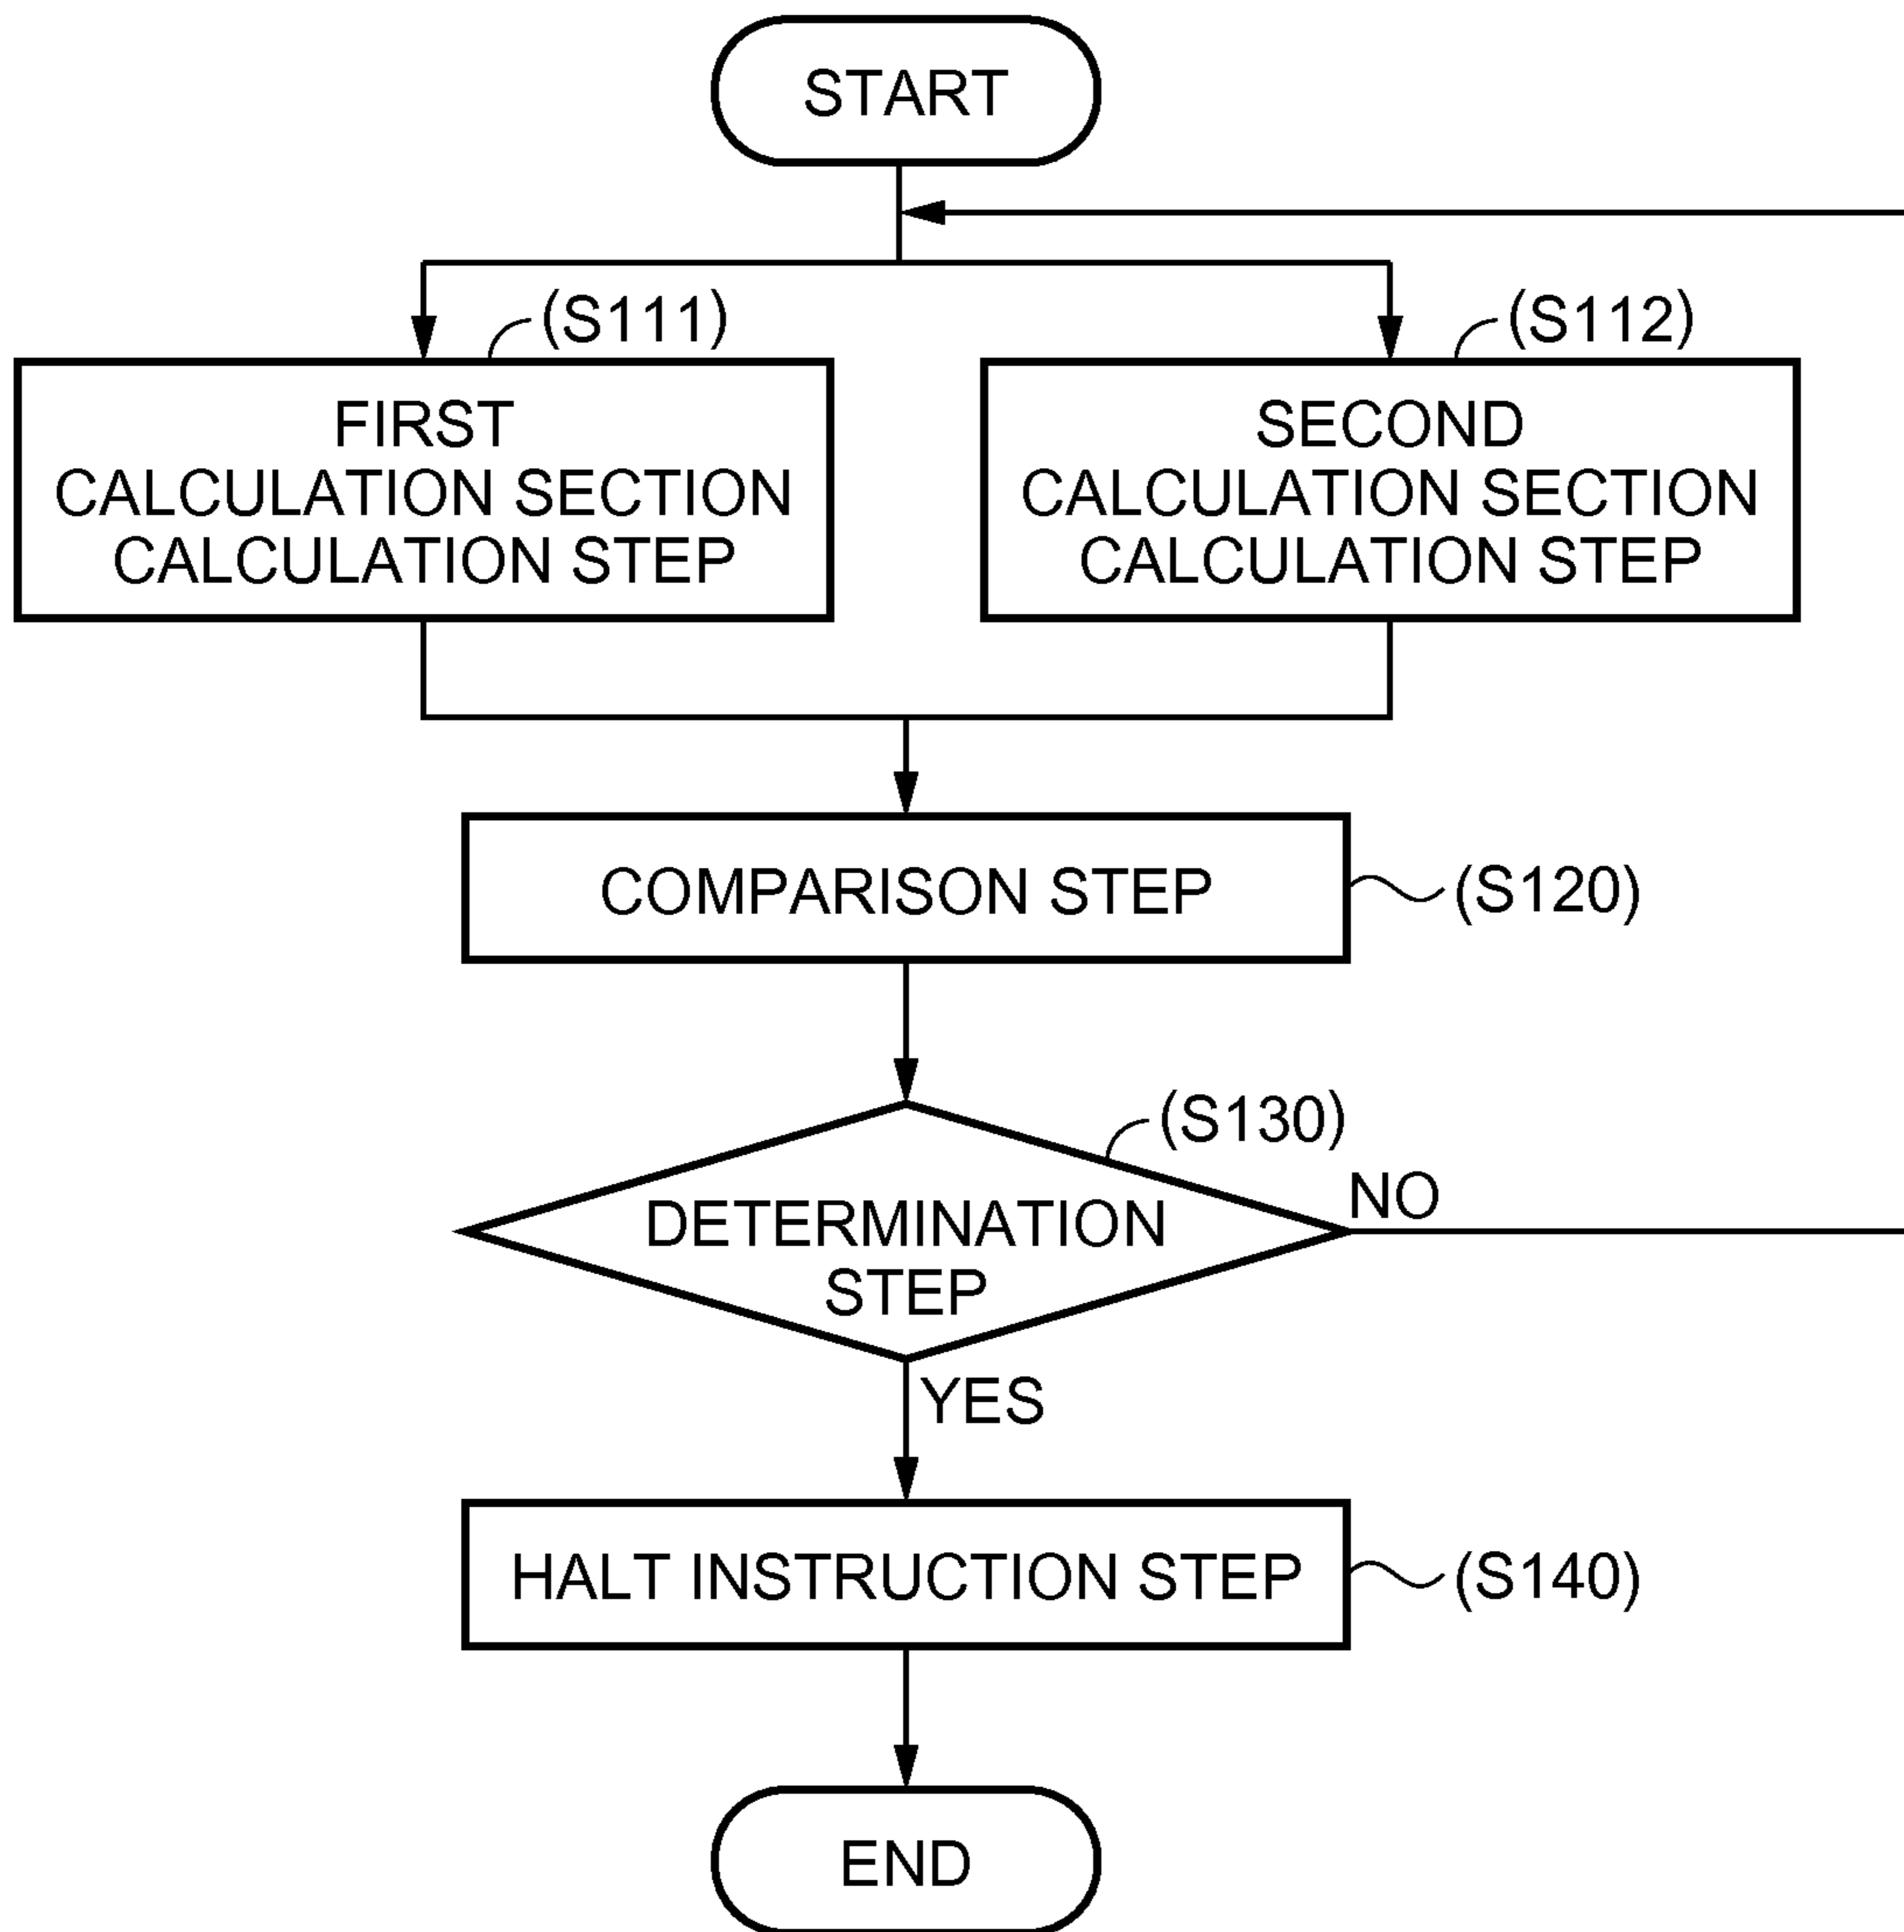 START
(S111)
(S112)
FIRST
CALCULATION SECTION
CALCULATION STEP
SECOND
CALCULATION SECTION
CALCULATION STEP
COMPARISON STEP
(S120)
(S130)
DETERMINATION
STEP
NO
YES
HALT INSTRUCTION STEP
(S140)
END